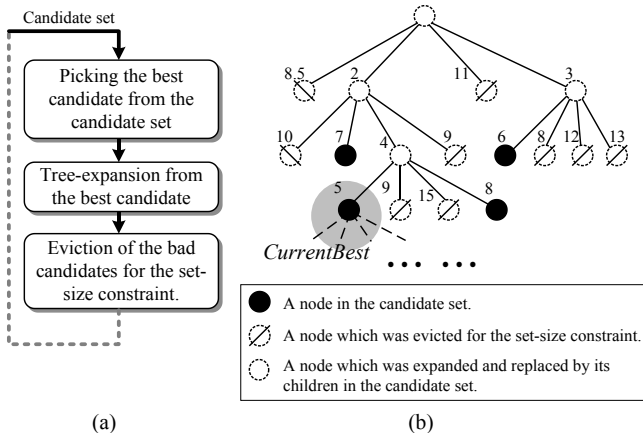 Candidate set
Picking the best
candidate from the
candidate set
Tree-expansion from
the best candidate
Eviction of the bad
candidates for the set-
size constraint.
(a)
8.5
2
11
3
10
7
4
9
6
8
12
13
5
9
15
8
CurrentBest
... ...
A node in the candidate set.
A node which was evicted for the set-size constraint.
A node which was expanded and replaced by its
children in the candidate set.
(b)